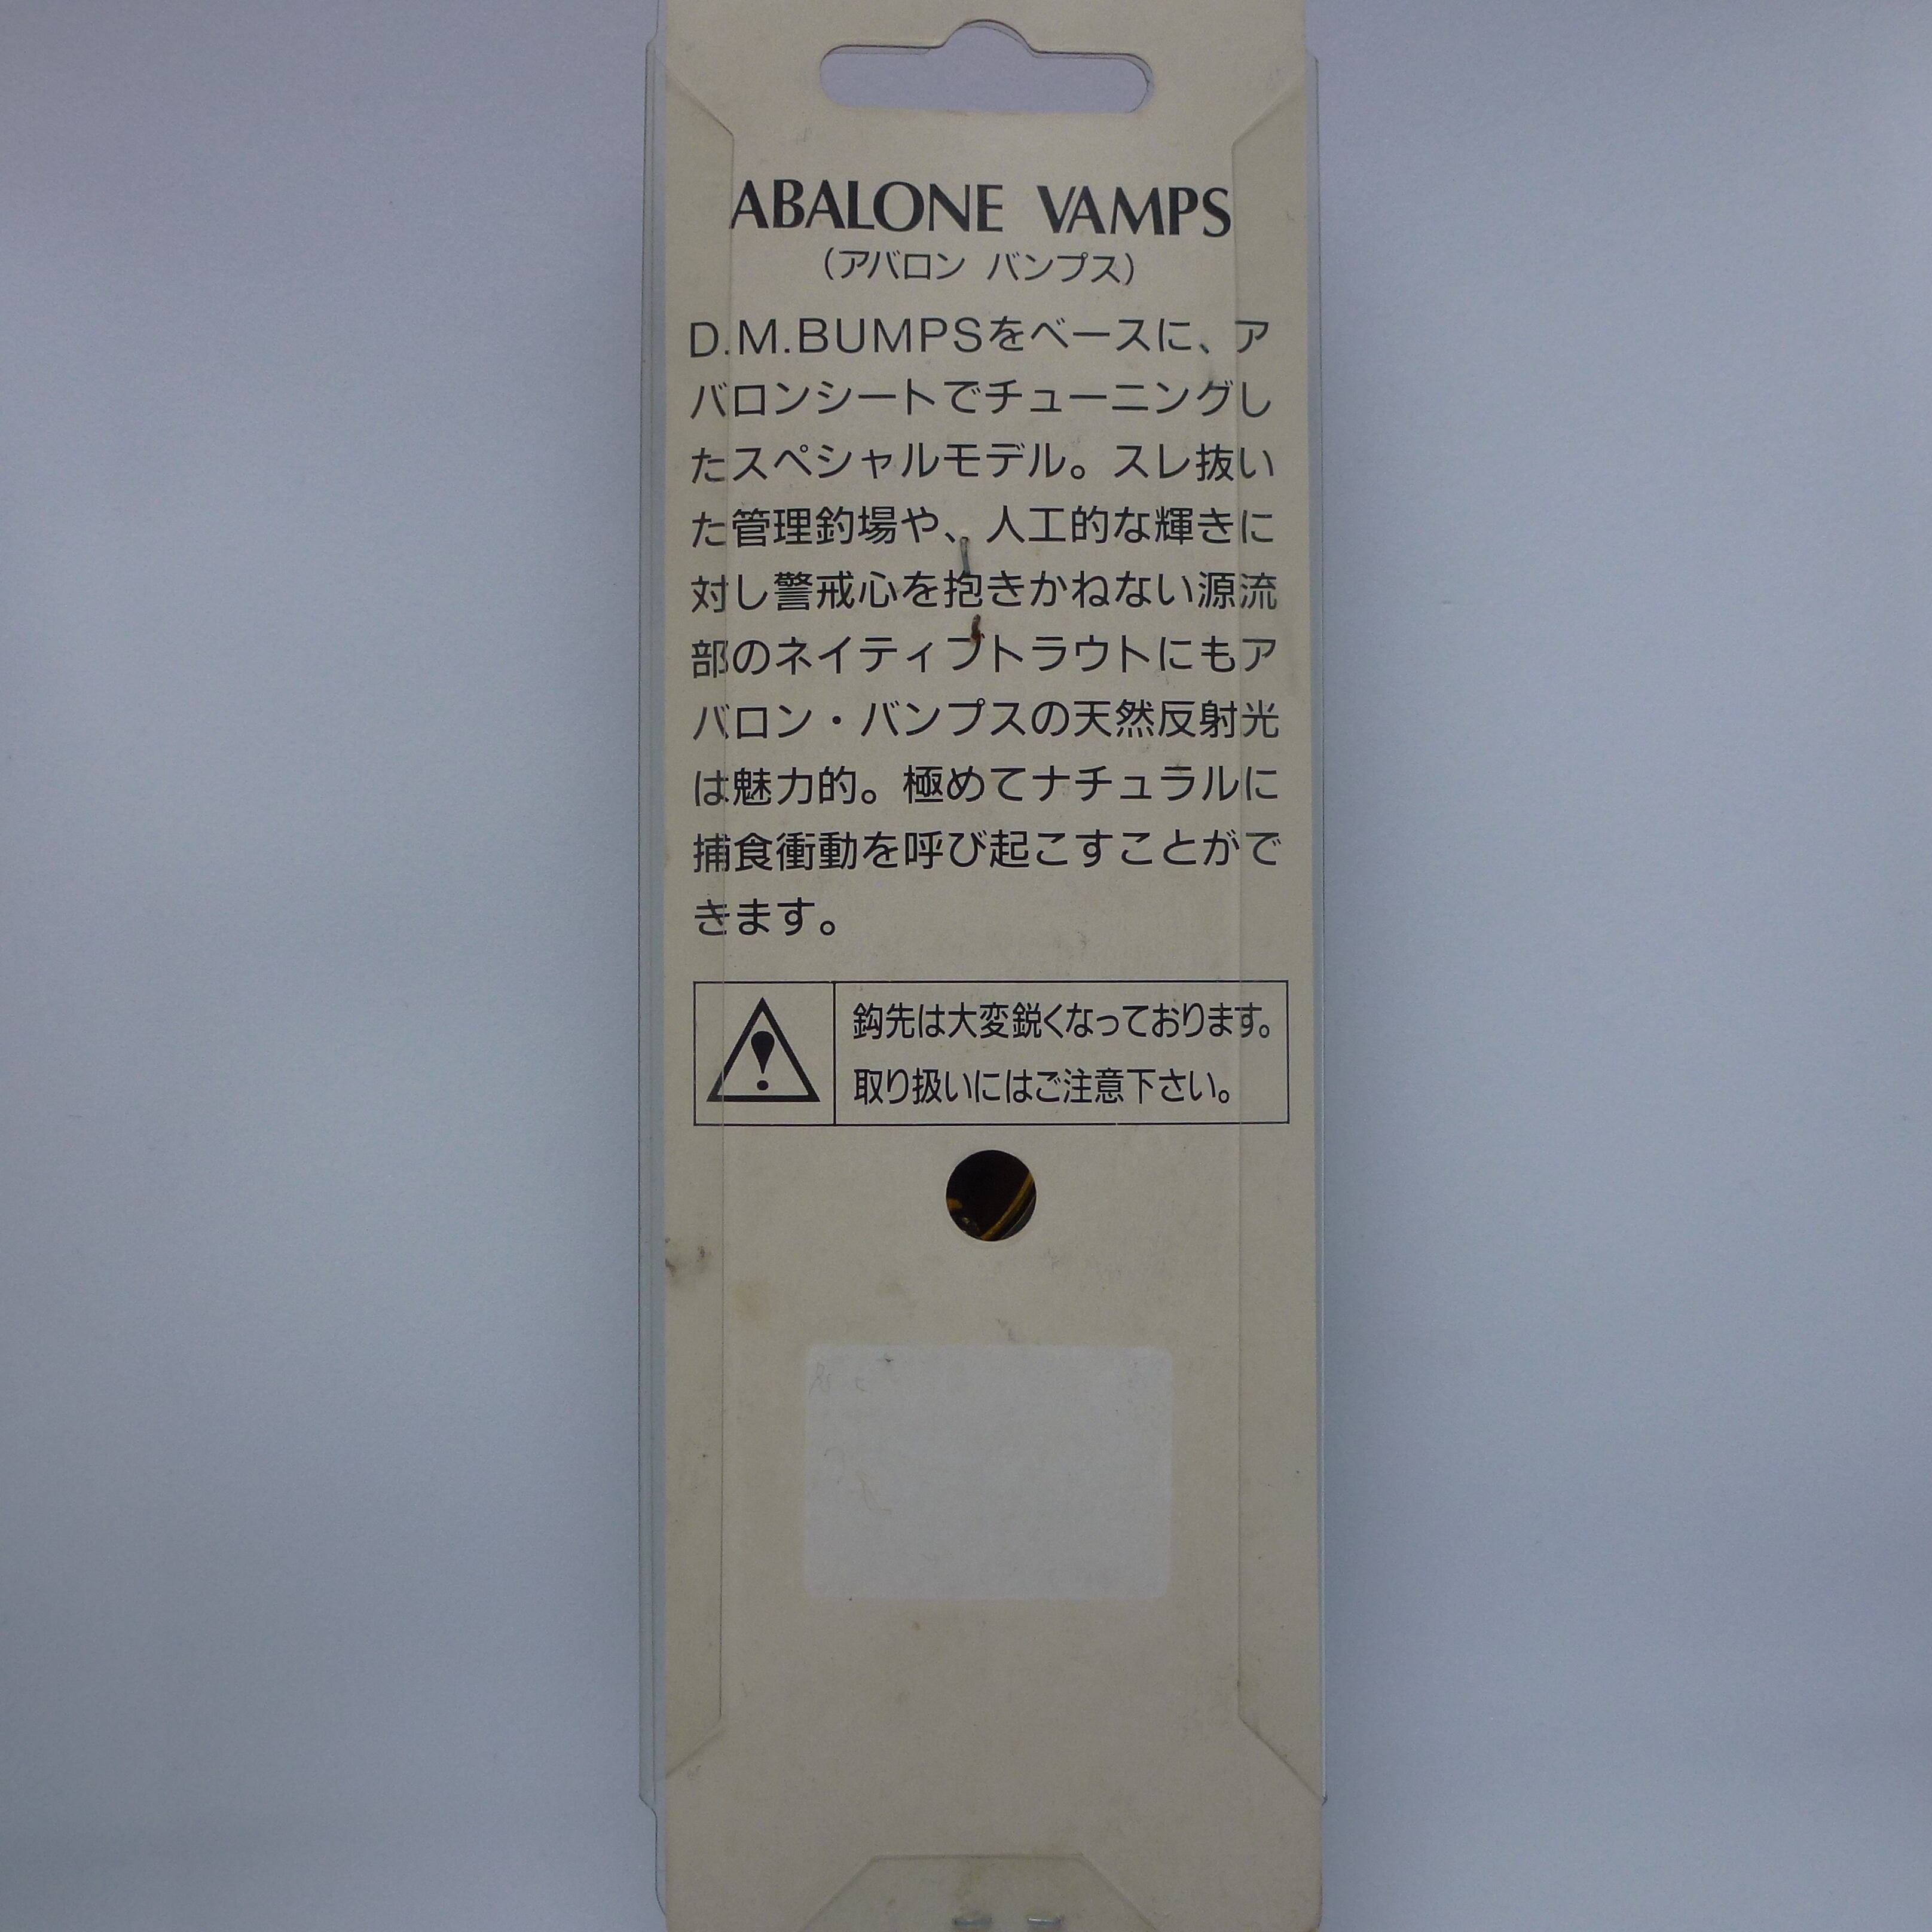 ABALONE VAMPS
（アバロン バンプス）
D.M.BUMPSをベースに、ア
バロンシートでチューニングし
たスペシャルモデル。スレ抜い
た管理釣場や、人工的な輝きに
対し警戒心を抱きかねない源流
部のネイティブトラウトにもア
バロン・バンプスの天然反射光
は魅力的。極めてナチュラルに
捕食衝動を呼び起こすことがで
きます。
鈎先は大変鋭くなっております。
取り扱いにはご注意下さい。